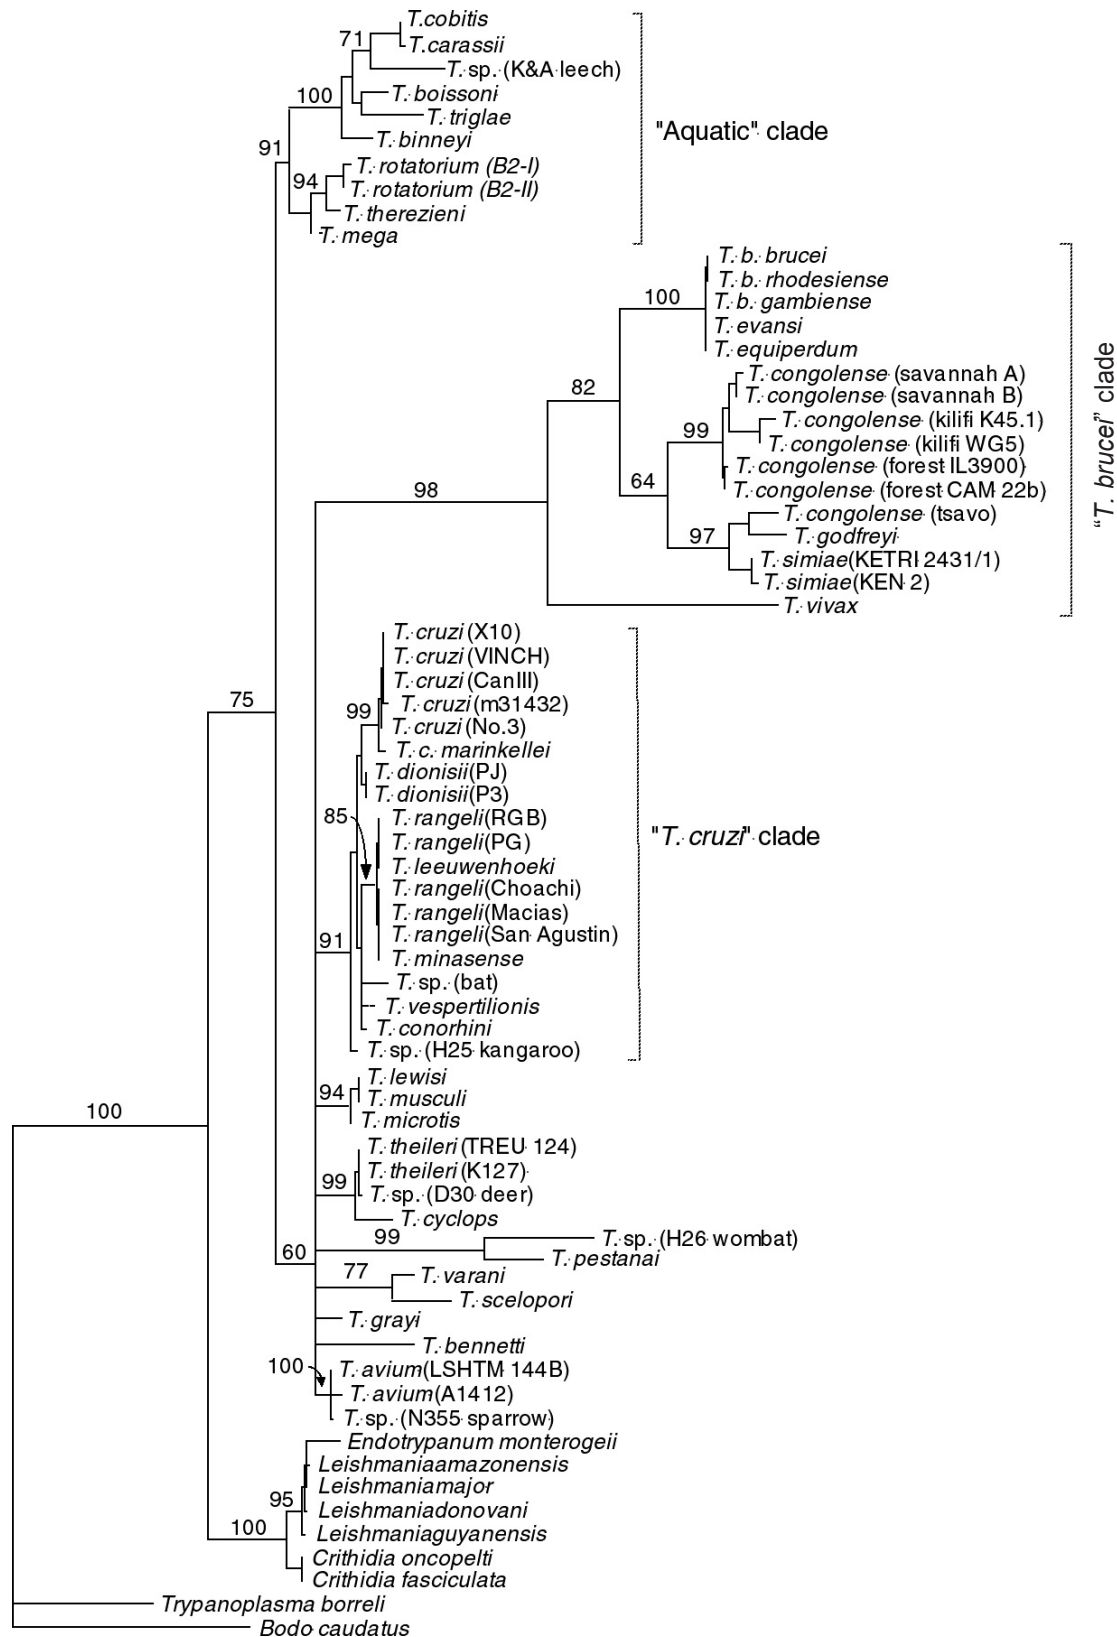 T. cobitis
71
T. carassii
T. sp. (K&A leech)
100
T. boissoni
T. triglae
"Aquatic" clade
T. binneyi
91
T. rotatorium (B2-I)
94
T. rotatorium (B2-II)
T. therezieni
T. mega
T. b. brucei
T. b. rhodesiense
100
T. b. gambiense
T. evansi
T. equiperdum
T. congolense (savannah A)
82
T. congolense (savannah B)
T. congolense (kilifi K45.1)
99
T. congolense (kilifi WG5)
"T. brucei" clade
T. congolense (forest IL3900)
64
98
T. congolense (forest CAM 22b)
T. congolense (tsavo)
97
T. godfreyi
T. simiae(KETRI 2431/1)
T. simiae(KEN 2)
T. vivax
T. cruzi (X10)
T. cruzi (VINCH)
T. cruzi (CanIII)
75
T. cruzi (m31432)
99
T. cruzi (No.3)
T. c. marinkellei
T. dionisii(PJ)
T. dionisii(P3)
85
T. rangeli(RGB)
"T. cruzi" clade
T. rangeli(PG)
T. leeuwenhoeki
T. rangeli(Choachi)
T. rangeli(Macias)
T. rangeli(San Agustin)
91
T. minasense
T. sp. (bat)
T. vespertilionis
T. conorhini
T. sp. (H25 kangaroo)
T. lewisi
94
T. musculi
100
T. microtis
T. theileri (TREU 124)
T. theileri (K127)
99
T. sp. (D30 deer)
T. cyclops
99
T. sp. (H26 wombat)
60
T. pestanai
77
T. varani
T. scelopori
T. grayi
T. bennetti
100
T. avium(LSHTM 144B)
T. avium(A1412)
T. sp. (N355 sparrow)
Endotrypanum monterogeii
Leishmaniaamazonensis
Leishmaniamajor
95
Leishmaniadonovani
100
Leishmaniaguyanensis
Crithidia oncopelti
Crithidia fasciculata
Trypanoplasma borreli
Bodo caudatus